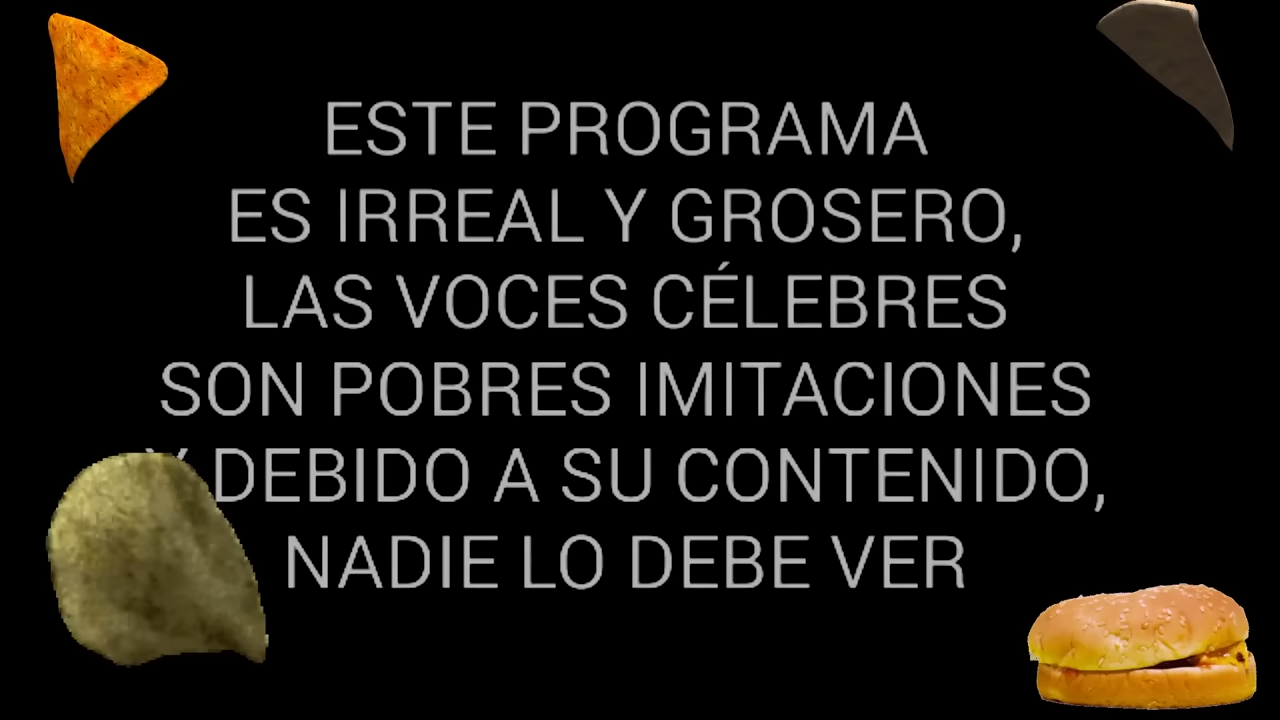 ESTE PROGRAMA
ES IRREAL Y GROSERO,
LAS VOCES CÉLEBRES
SON POBRES IMITACIONES
Y DEBIDO A SU CONTENIDO,
NADIE LO DEBE VER